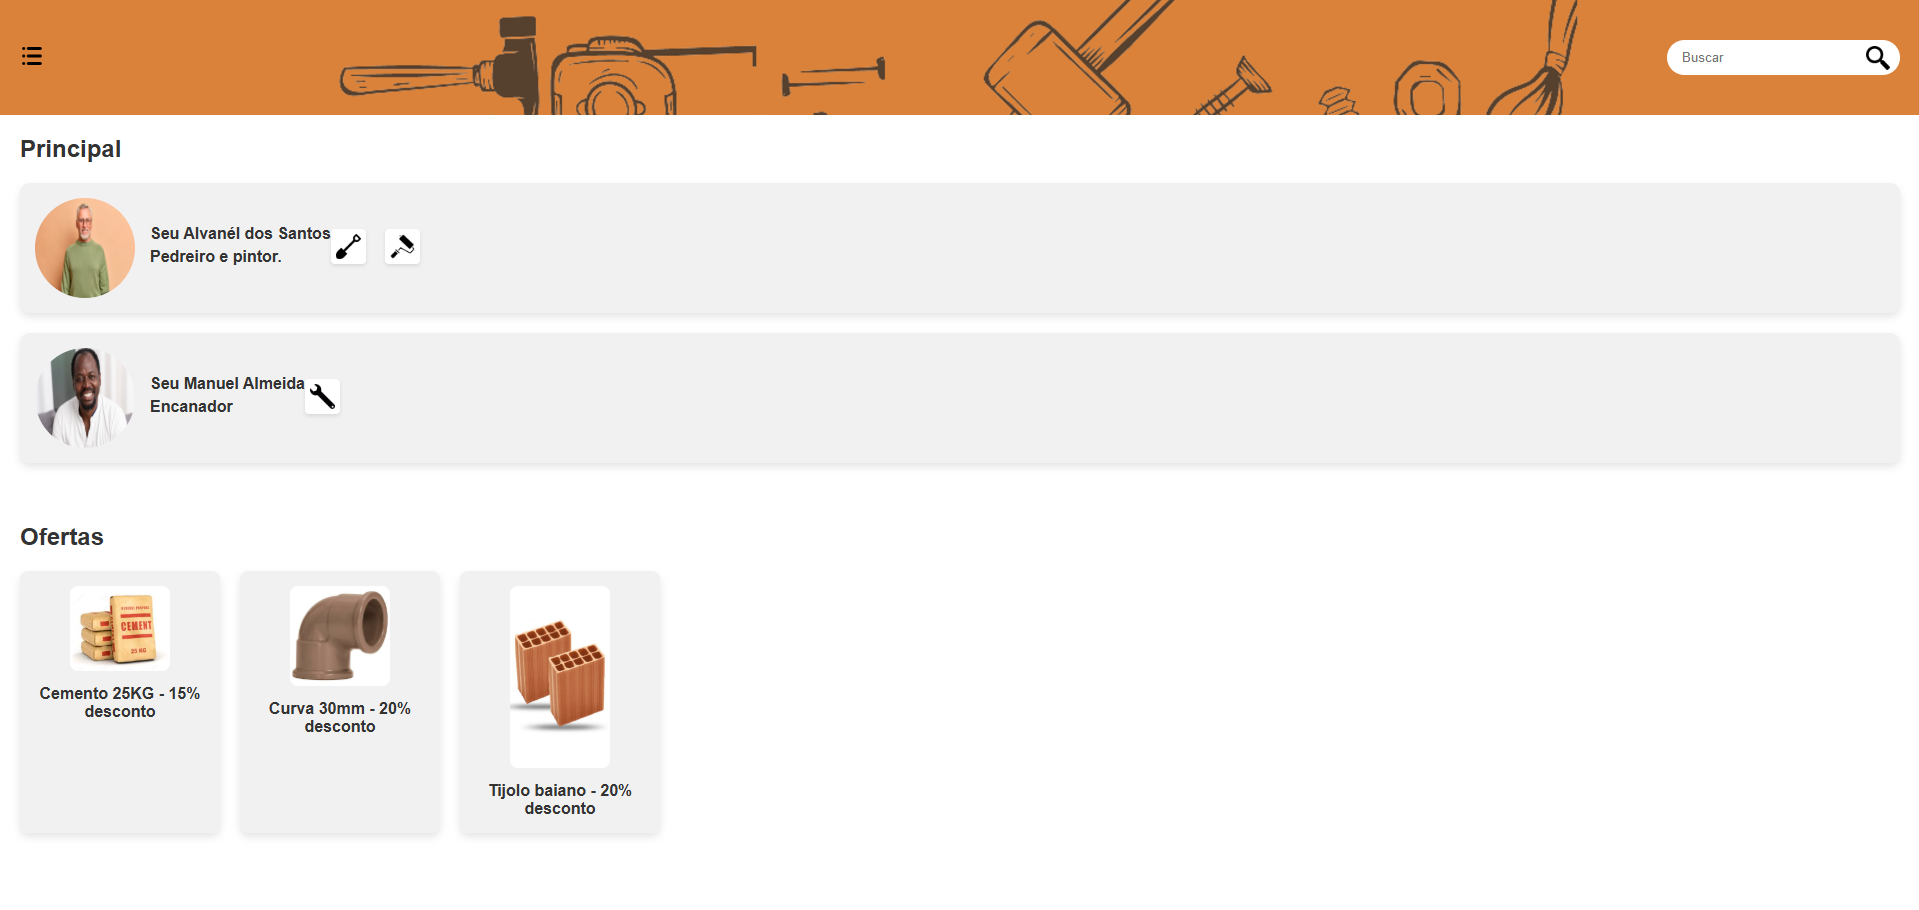 Buscar
Principal
Seu Alvanél dos Santos
Pedreiro e pintor.
Seu Manuel Almeida
Encanador
Ofertas
CEMENT
25 KG
Cemento 25KG - 15%
desconto
Curva 30mm - 20%
desconto
Tijolo baiano - 20%
desconto